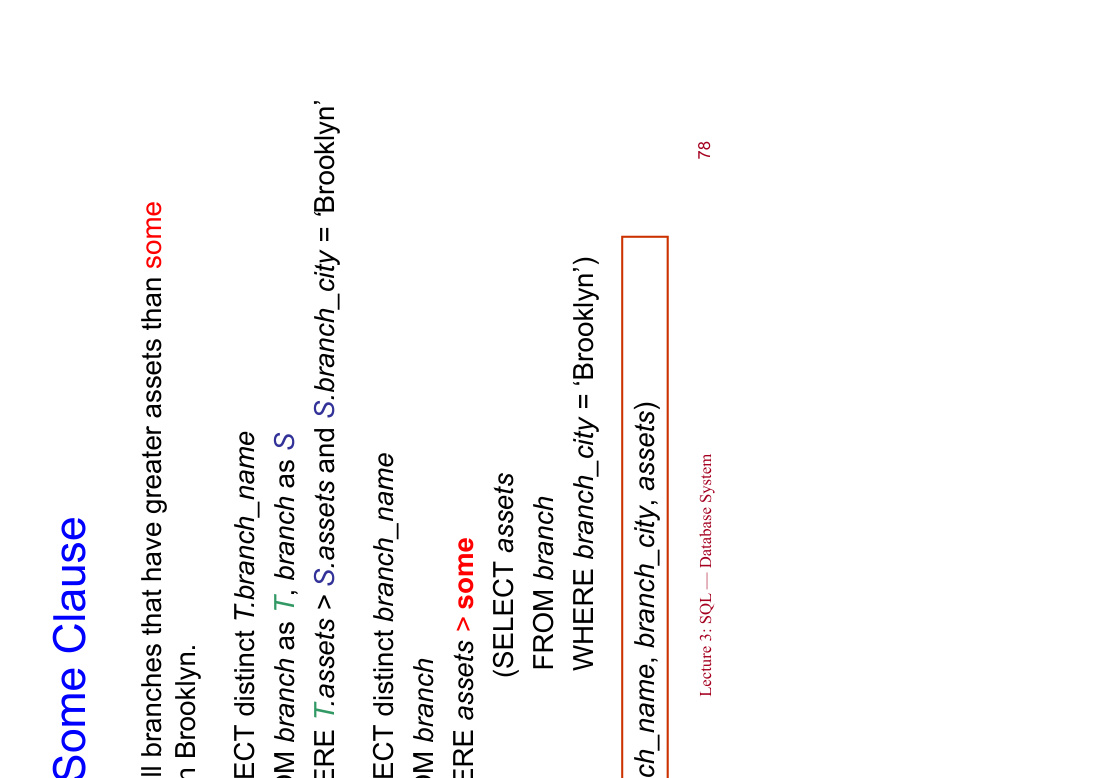 Some Clause
ll branches that have greater assets than some
n Brooklyn.
ECT distinct T.branch_name
OM branch as T, branch as S
ERE T.assets > S.assets and S.branch_city = ‘Brooklyn’
ECT distinct branch_name
OM branch
ERE assets > some
(SELECT assets
FROM branch
WHERE branch_city = ‘Brooklyn’)
ch_name, branch_city, assets)
Lecture 3: SQL — Database System
78